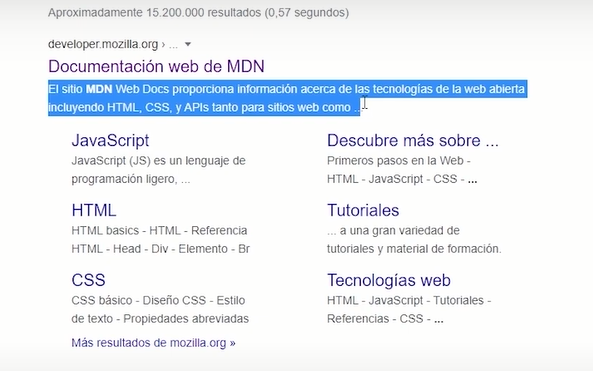 Aproximadamente 15.200.000 resultados (0,57 segundos)
developer.mozilla.org › ...
Documentación web de MDN
El sitio MDN Web Docs proporciona información acerca de las tecnologías de la web abierta
incluyendo HTML, CSS, y APIs tanto para sitios web como ...
JavaScript
JavaScript (JS) es un lenguaje de
programación ligero, ...
Descubre más sobre ...
Primeros pasos en la Web -
HTML - JavaScript - CSS - ...
HTML
HTML basics - HTML - Referencia
HTML - Head - Div - Elemento - Br
Tutoriales
... a una gran variedad de
tutoriales y material de formación.
CSS
CSS básico - Diseño CSS - Estilo
de texto - Propiedades abreviadas
Tecnologías web
HTML - JavaScript - Tutoriales -
Referencias - CSS - ...
Más resultados de mozilla.org »